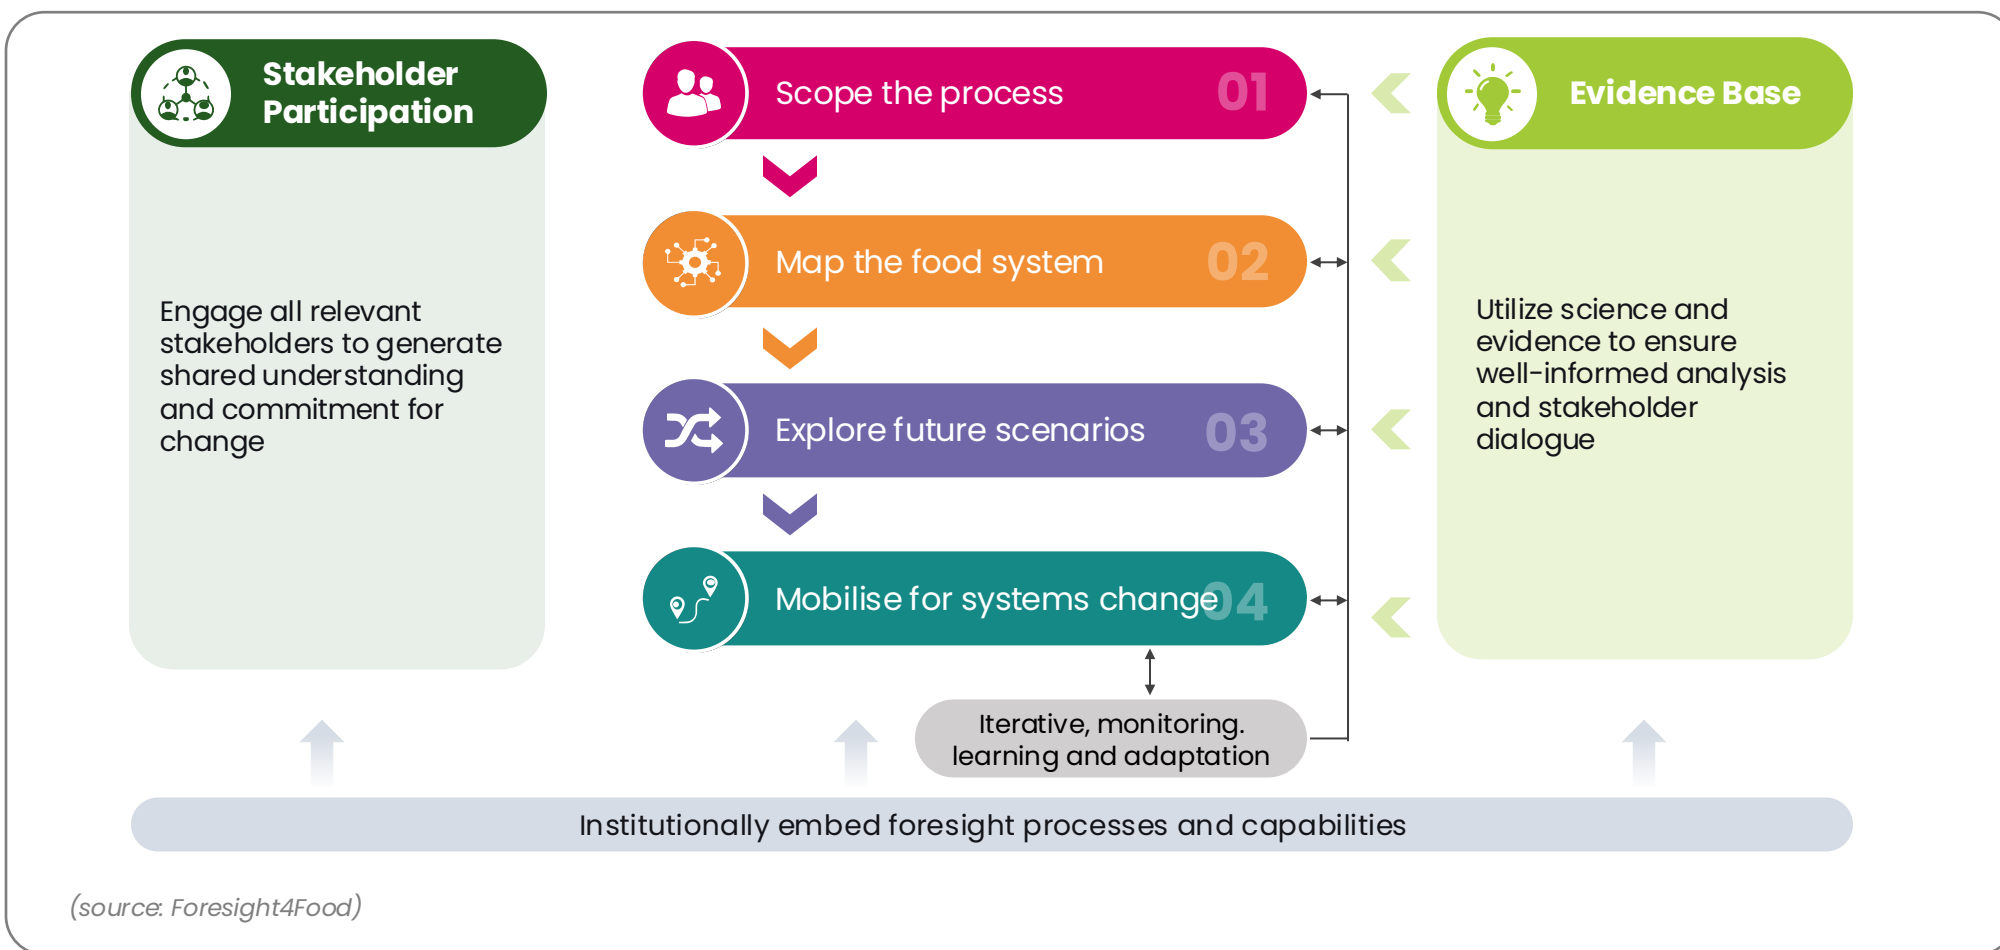 Stakeholder
Participation
Engage all relevant
stakeholders to generate
shared understanding
and commitment for
change
Scope the process 01
Map the food system 02
Explore future scenarios 03
Mobilise for systems change 04
Iterative, monitoring.
learning and adaptation
Evidence Base
Utilize science and
evidence to ensure
well-informed analysis
and stakeholder
dialogue
Institutionally embed foresight processes and capabilities
(source: Foresight4Food)